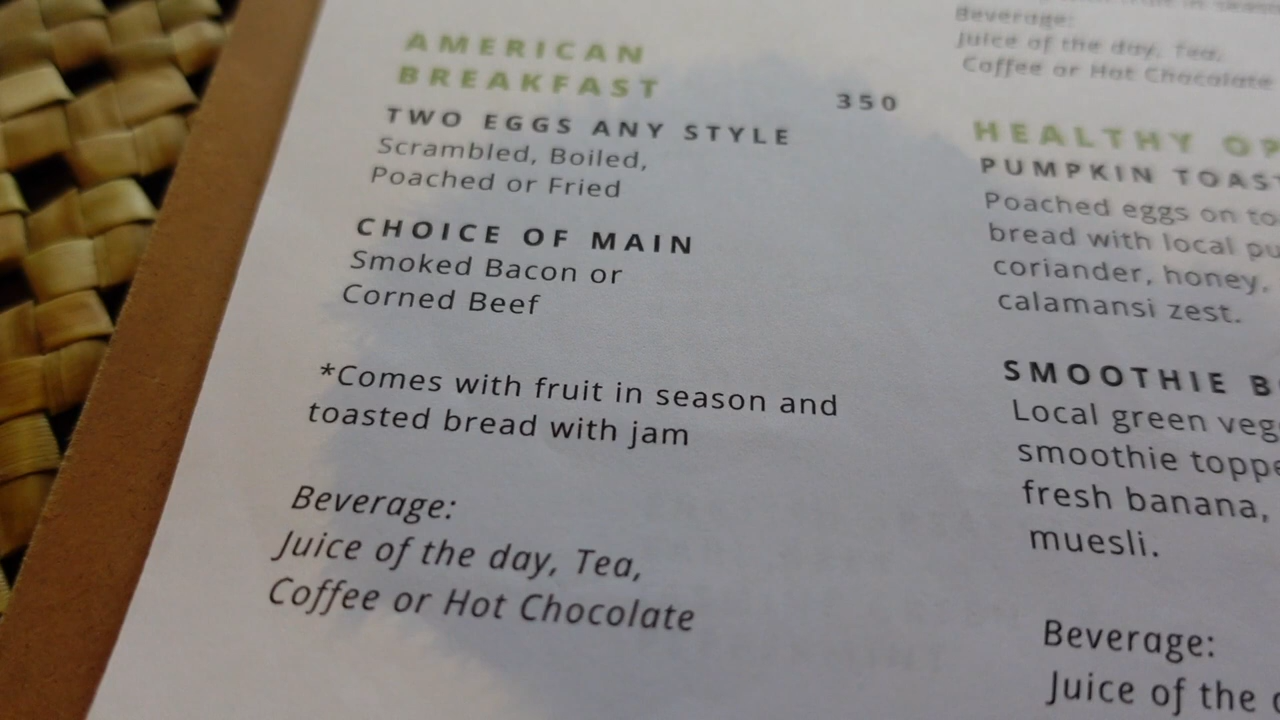 AMERICAN
BREAKFAST
350
TWO EGGS ANY STYLE
Scrambled, Boiled,
Poached or Fried
CHOICE OF MAIN
Smoked Bacon or
Corned Beef
*Comes with fruit in season and
toasted bread with jam
Beverage:
Juice of the day, Tea,
Coffee or Hot Chocolate
Beverage:
Juice of the day, Tea,
Coffee or Hot Chocolate
HEALTHY
PUMPKIN
Poached eggs on
bread with local
coriander, honey,
calamansi zest.
SMOOTHIE
Local green
smoothie
fresh banana,
muesli.
Beverage:
Juice of the